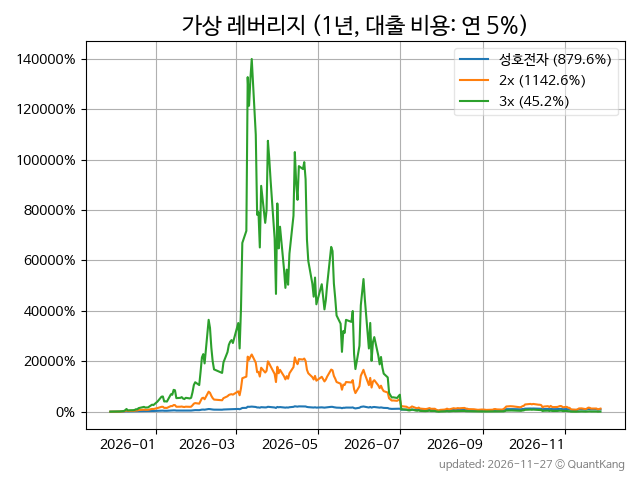 가상 레버리지 (1년, 대출 비용: 연 5%)
성호전자 (879.6%)
2x (1142.6%)
3x (45.2%)
140000%
120000%
100000%
80000%
60000%
40000%
20000%
0%
2026-01
2026-03
2026-05
2026-07
2026-09
2026-11
updated: 2026-11-27 © QuantKang